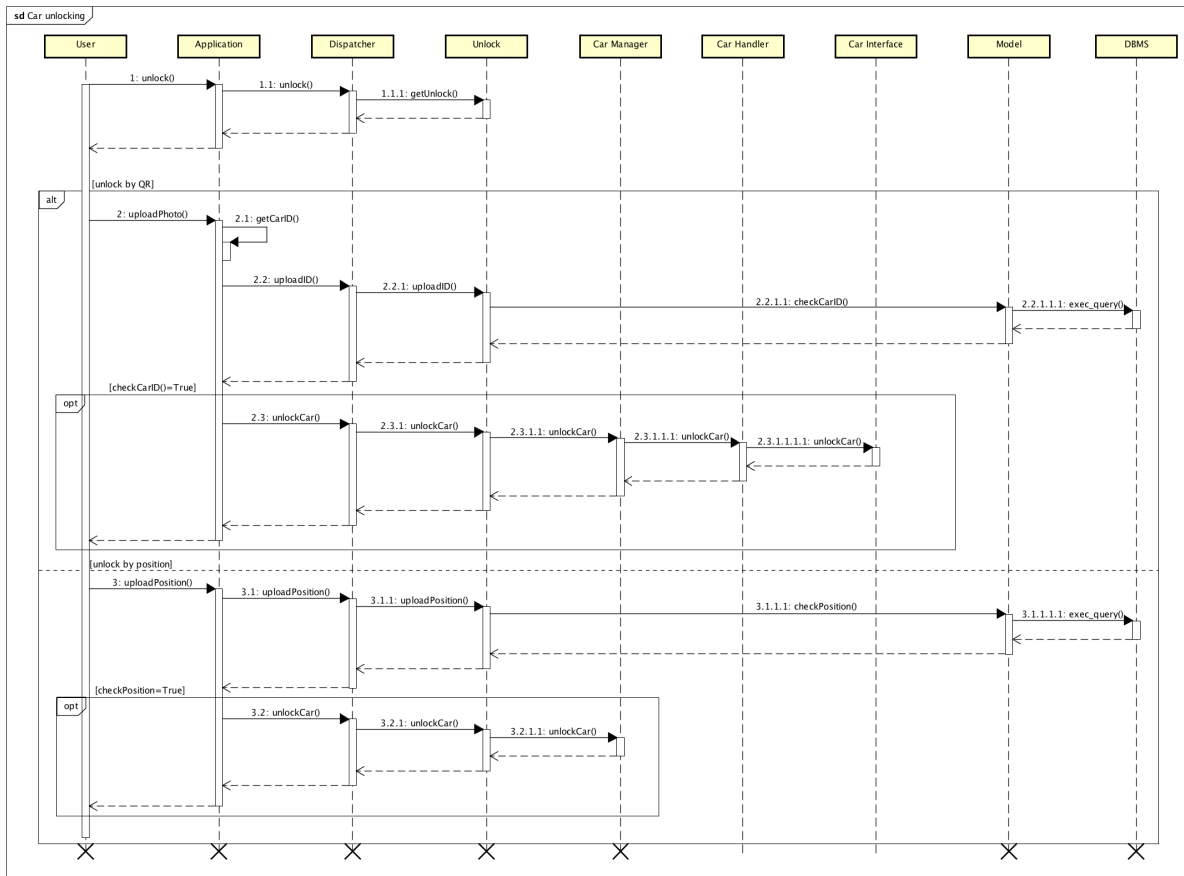 sd Car unlocking
User
Application
Dispatcher
Unlock
Car Manager
Car Handler
Car Interface
Model
DBMS
1: unlock()
1.1: unlock()
1.1.1: getUnlock()
[unlock by QR]
alt
2: uploadPhoto()
2.1: getCarID()
2.2: uploadID()
2.2.1: uploadID()
2.2.1.1: checkCarID()
2.2.1.1.1: exec_query()
[checkCarID()=True]
opt
2.3: unlockCar()
2.3.1: unlockCar()
2.3.1.1: unlockCar()
2.3.1.1.1: unlockCar()
2.3.1.1.1.1: unlockCar()
[unlock by position]
3: uploadPosition()
3.1: uploadPosition()
3.1.1: uploadPosition()
3.1.1.1: checkPosition()
3.1.1.1.1: exec_query()
[checkPosition=True]
opt
3.2: unlockCar()
3.2.1: unlockCar()
3.2.1.1: unlockCar()